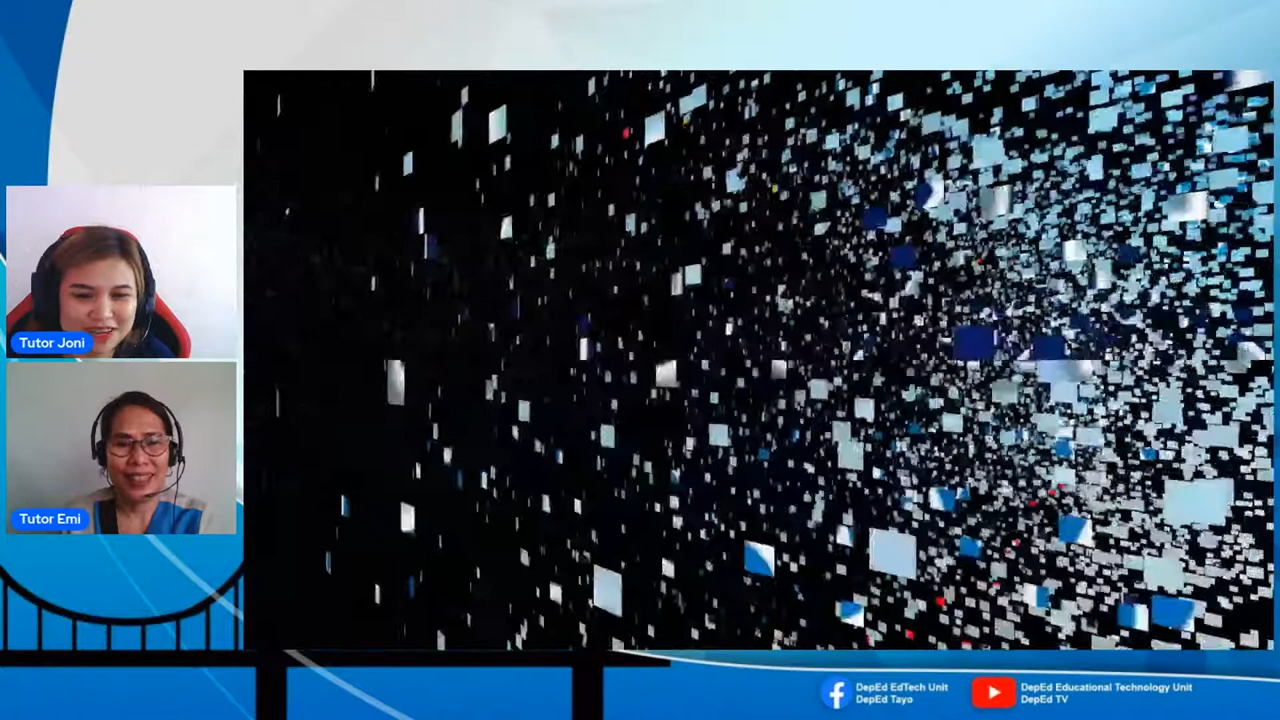 Tutor Joni
Tutor Emi
DepEd EdTech Unit
DepEd Tayo
DepEd Educational Technology Unit
DepEd TV